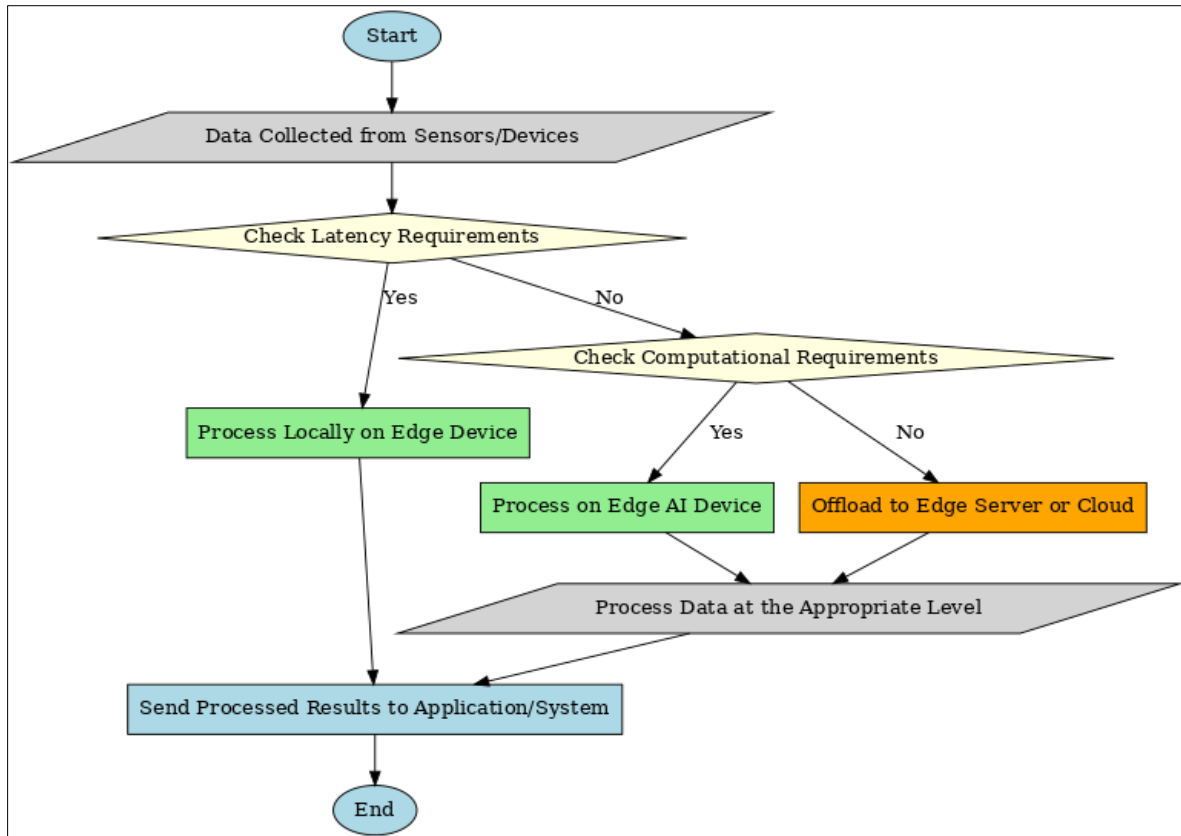 Start
Data Collected from Sensors/Devices
Check Latency Requirements
Yes
No
Check Computational Requirements
Process Locally on Edge Device
Yes
No
Process on Edge AI Device
Offload to Edge Server or Cloud
Process Data at the Appropriate Level
Send Processed Results to Application/System
End